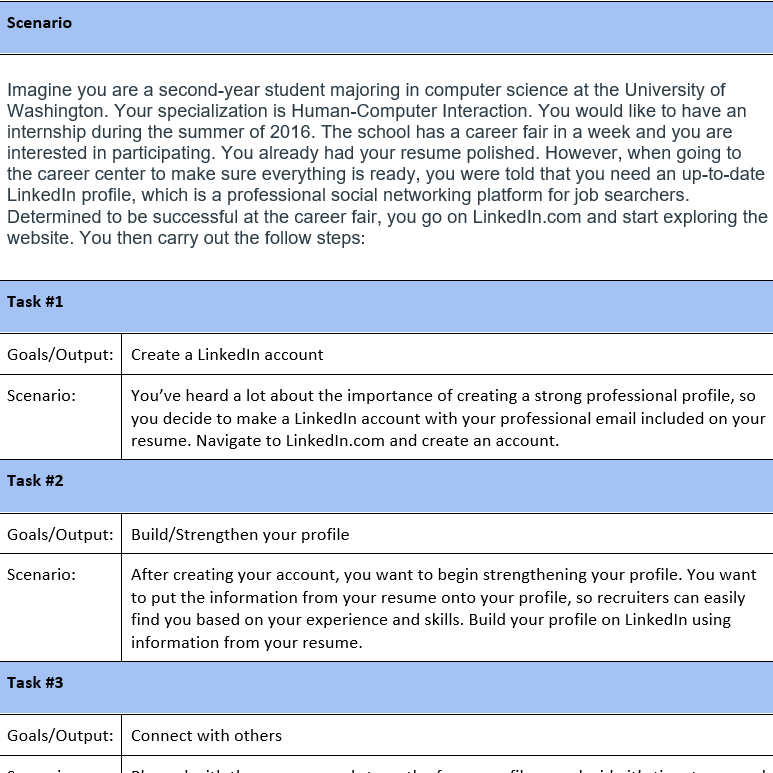 Scenario
Imagine you are a second-year student majoring in computer science at the University of
Washington. Your specialization is Human-Computer Interaction. You would like to have an
internship during the summer of 2016. The school has a career fair in a week and you are
interested in participating. You already had your resume polished. However, when going to
the career center to make sure everything is ready, you were told that you need an up-to-date
LinkedIn profile, which is a professional social networking platform for job searchers.
Determined to be successful at the career fair, you go on LinkedIn.com and start exploring the
website. You then carry out the follow steps:
Task #1
Goals/Output: Create a LinkedIn account
Scenario: You’ve heard a lot about the importance of creating a strong professional profile, so
you decide to make a LinkedIn account with your professional email included on your
resume. Navigate to LinkedIn.com and create an account.
Task #2
Goals/Output: Build/Strengthen your profile
Scenario: After creating your account, you want to begin strengthening your profile. You want
to put the information from your resume onto your profile, so recruiters can easily
find you based on your experience and skills. Build your profile on LinkedIn using
information from your resume.
Task #3
Goals/Output: Connect with others